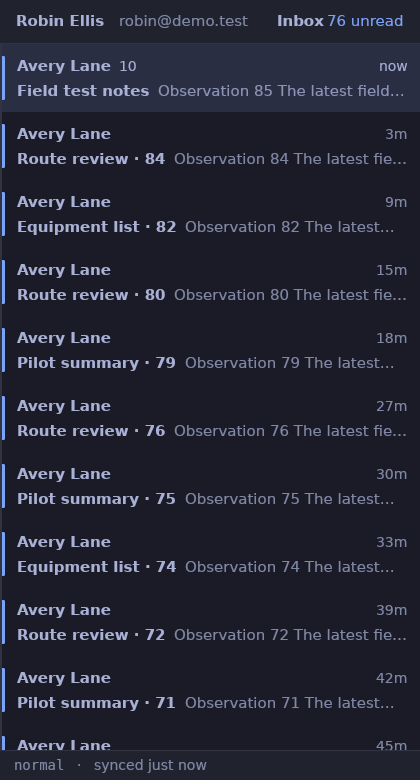 Robin Ellis robin@demo.test Inbox 76 unread
Avery Lane 10 now
Field test notes Observation 85 The latest field…
Avery Lane 3m
Route review · 84 Observation 84 The latest fie…
Avery Lane 9m
Equipment list · 82 Observation 82 The latest…
Avery Lane 15m
Route review · 80 Observation 80 The latest fie…
Avery Lane 18m
Pilot summary · 79 Observation 79 The latest…
Avery Lane 27m
Route review · 76 Observation 76 The latest fie…
Avery Lane 30m
Pilot summary · 75 Observation 75 The latest…
Avery Lane 33m
Equipment list · 74 Observation 74 The latest…
Avery Lane 39m
Route review · 72 Observation 72 The latest fie…
Avery Lane 42m
Pilot summary · 71 Observation 71 The latest…
Avery Lane 45m
normal · synced just now